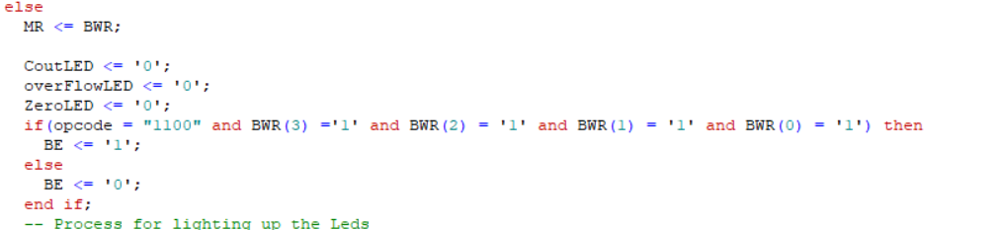 else
MR <= BWR;
CoutLED <= '0';
overFlowLED <= '0';
ZeroLED <= '0';
if(opcode = "1100" and BWR(3) ='1' and BWR(2) = '1' and BWR(1) = '1' and BWR(0) = '1') then
BE <= '1';
else
BE <= '0';
end if;
-- Process for lighting up the Leds